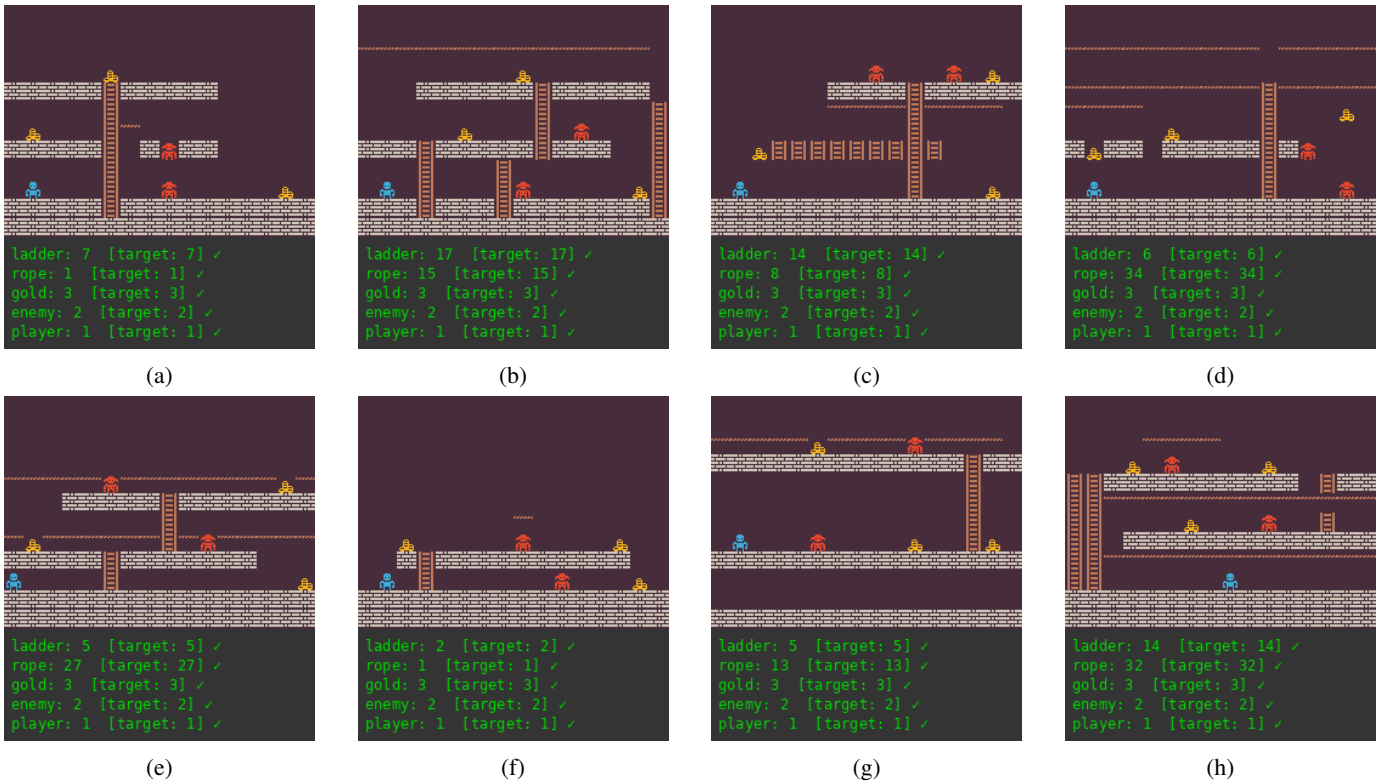 ladder: 7 [target: 7] ✓
rope: 1 [target: 1] ✓
gold: 3 [target: 3] ✓
enemy: 2 [target: 2] ✓
player: 1 [target: 1] ✓
(a)
ladder: 17 [target: 17] ✓
rope: 15 [target: 15] ✓
gold: 3 [target: 3] ✓
enemy: 2 [target: 2] ✓
player: 1 [target: 1] ✓
(b)
ladder: 14 [target: 14] ✓
rope: 8 [target: 8] ✓
gold: 3 [target: 3] ✓
enemy: 2 [target: 2] ✓
player: 1 [target: 1] ✓
(c)
ladder: 6 [target: 6] ✓
rope: 34 [target: 34] ✓
gold: 3 [target: 3] ✓
enemy: 2 [target: 2] ✓
player: 1 [target: 1] ✓
(d)
ladder: 5 [target: 5] ✓
rope: 27 [target: 27] ✓
gold: 3 [target: 3] ✓
enemy: 2 [target: 2] ✓
player: 1 [target: 1] ✓
(e)
ladder: 2 [target: 2] ✓
rope: 1 [target: 1] ✓
gold: 3 [target: 3] ✓
enemy: 2 [target: 2] ✓
player: 1 [target: 1] ✓
(f)
ladder: 5 [target: 5] ✓
rope: 13 [target: 13] ✓
gold: 3 [target: 3] ✓
enemy: 2 [target: 2] ✓
player: 1 [target: 1] ✓
(g)
ladder: 14 [target: 14] ✓
rope: 32 [target: 32] ✓
gold: 3 [target: 3] ✓
enemy: 2 [target: 2] ✓
player: 1 [target: 1] ✓
(h)